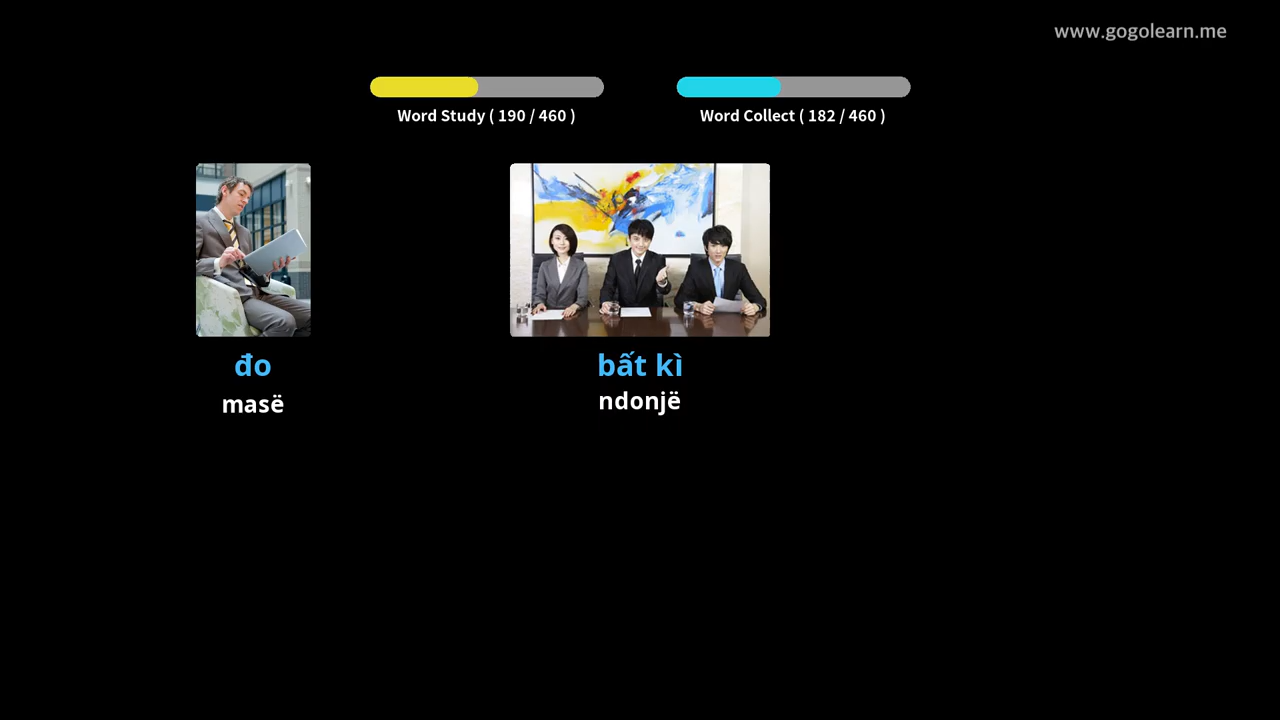 www.gogolearn.me
Word Study ( 190 / 460 )
Word Collect ( 182 / 460 )
đo
masë
bất kì
ndonjë